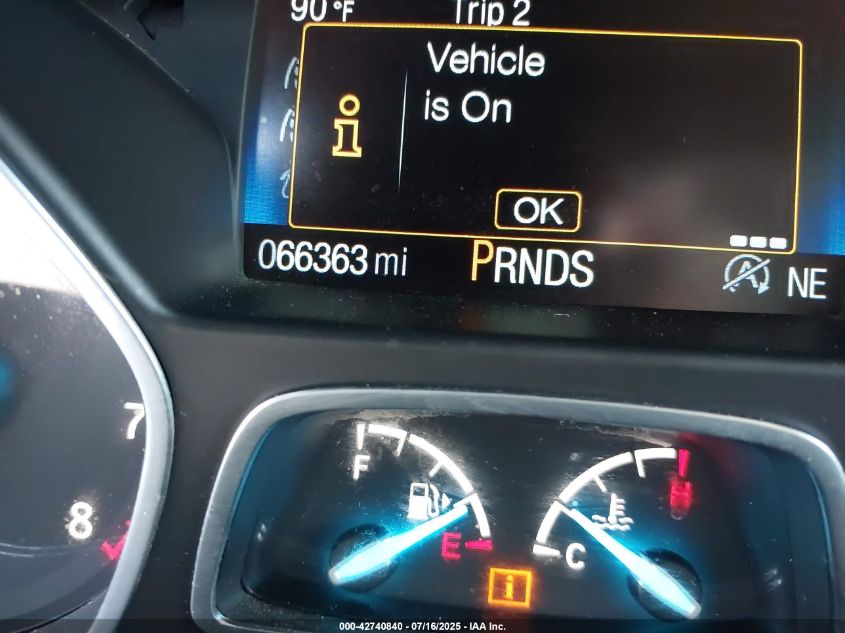 90 °F Trip 2
Vehicle
is On
i
OK
066363 mi PRNDS A NE
7
8
F
E
i
C
H
000-42740840 - 07/16/2025 - IAA Inc.